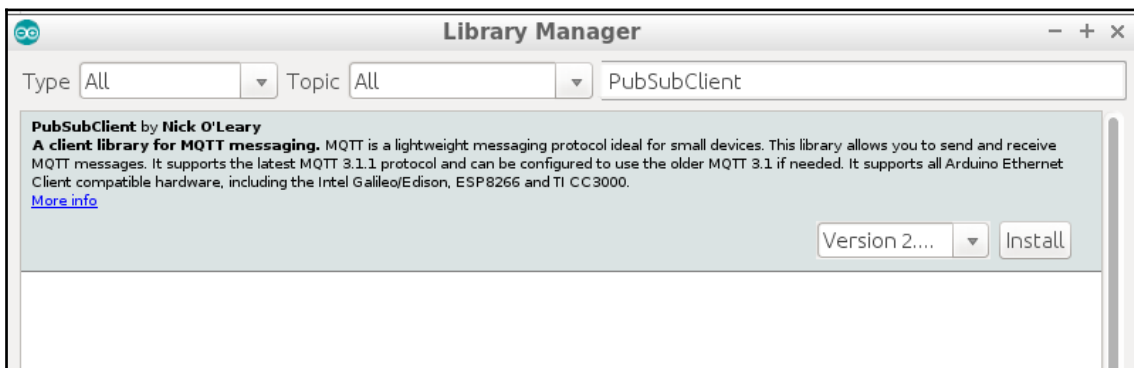 Library Manager
Type All Topic All PubSubClient
PubSubClient by Nick O'Leary
A client library for MQTT messaging. MQTT is a lightweight messaging protocol ideal for small devices. This library allows you to send and receive
MQTT messages. It supports the latest MQTT 3.1.1 protocol and can be configured to use the older MQTT 3.1 if needed. It supports all Arduino Ethernet
Client compatible hardware, including the Intel Galileo/Edison, ESP8266 and TI CC3000.
More info
Version 2.... Install